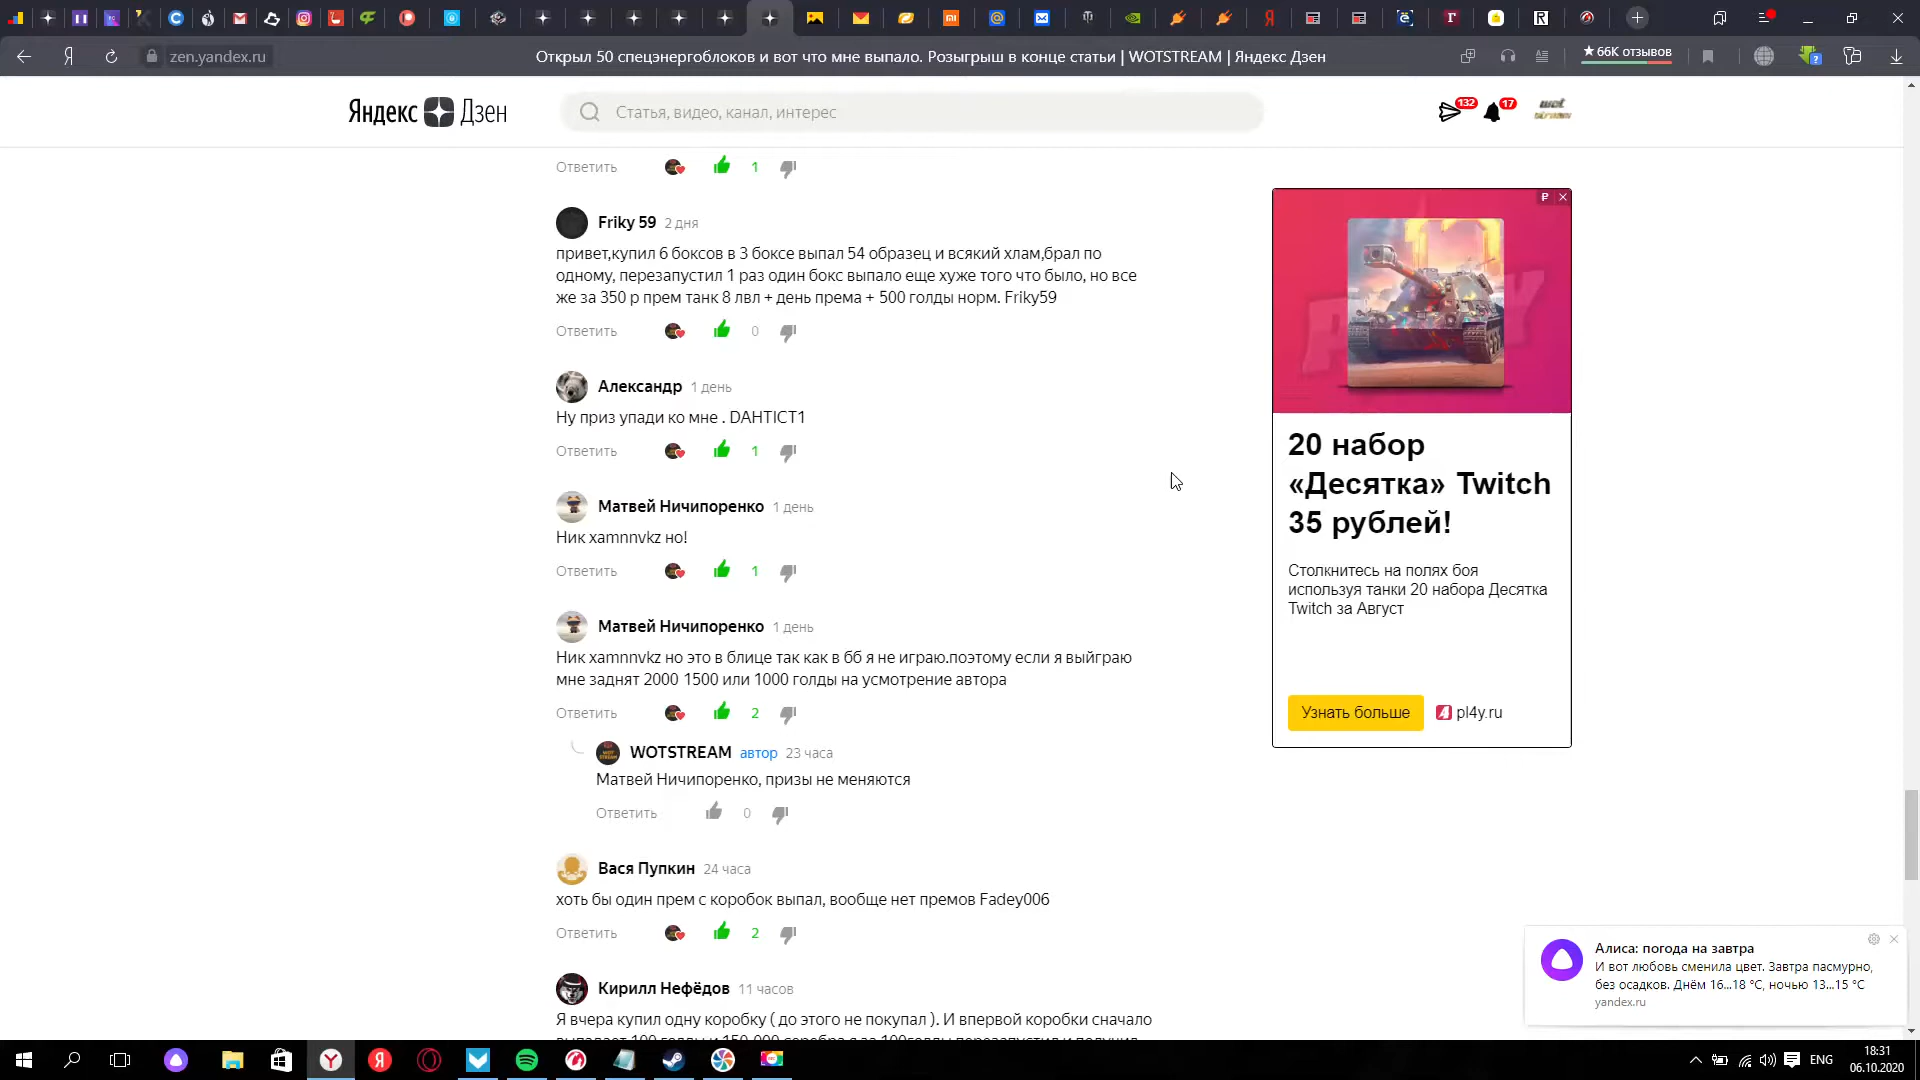 zen.yandex.ru
Открыл 50 спецэнергоблоков и вот что мне выпало. Розыгрыш в конце статьи | WOTSTREAM | Яндекс Дзен
★ 66K отзывов
Яндекс Дзен
Статья, видео, канал, интерес
132
17
Ответить
1
Friky 59 2 дня
привет,купил 6 боксов в 3 боксе выпал 54 образец и всякий хлам,брал по
одному, перезапустил 1 раз один бокс выпало еще хуже того что было, но все
же за 350 р прем танк 8 лвл + день према + 500 голды норм. Friky59
Ответить
0
Александр 1 день
Ну приз упади ко мне . DAHTICT1
Ответить
1
Матвей Ничипоренко 1 день
Ник xamnnvkz но!
Ответить
1
Матвей Ничипоренко 1 день
Ник xamnnvkz но это в блице так как в бб я не играю.поэтому если я выйграю
мне заднят 2000 1500 или 1000 голды на усмотрение автора
Ответить
2
WOTSTREAM автор 23 часа
Матвей Ничипоренко, призы не меняются
Ответить
0
Вася Пупкин 24 часа
хоть бы один прем с коробок выпал, вообще нет премов Fadey006
Ответить
2
Кирилл Нефёдов 11 часов
Я вчера купил одну коробку ( до этого не покупал ). И впервой коробки сначало
20 набор
«Десятка» Twitch
35 рублей!
Столкнитесь на полях боя
используя танки 20 набора Десятка
Twitch за Август
Узнать больше
pl4y.ru
Алиса: погода на завтра
И вот любовь сменила цвет. Завтра пасмурно,
без осадков. Днём 16...18 °C, ночью 13...15 °C
yandex.ru
ENG
18:31
06.10.2020